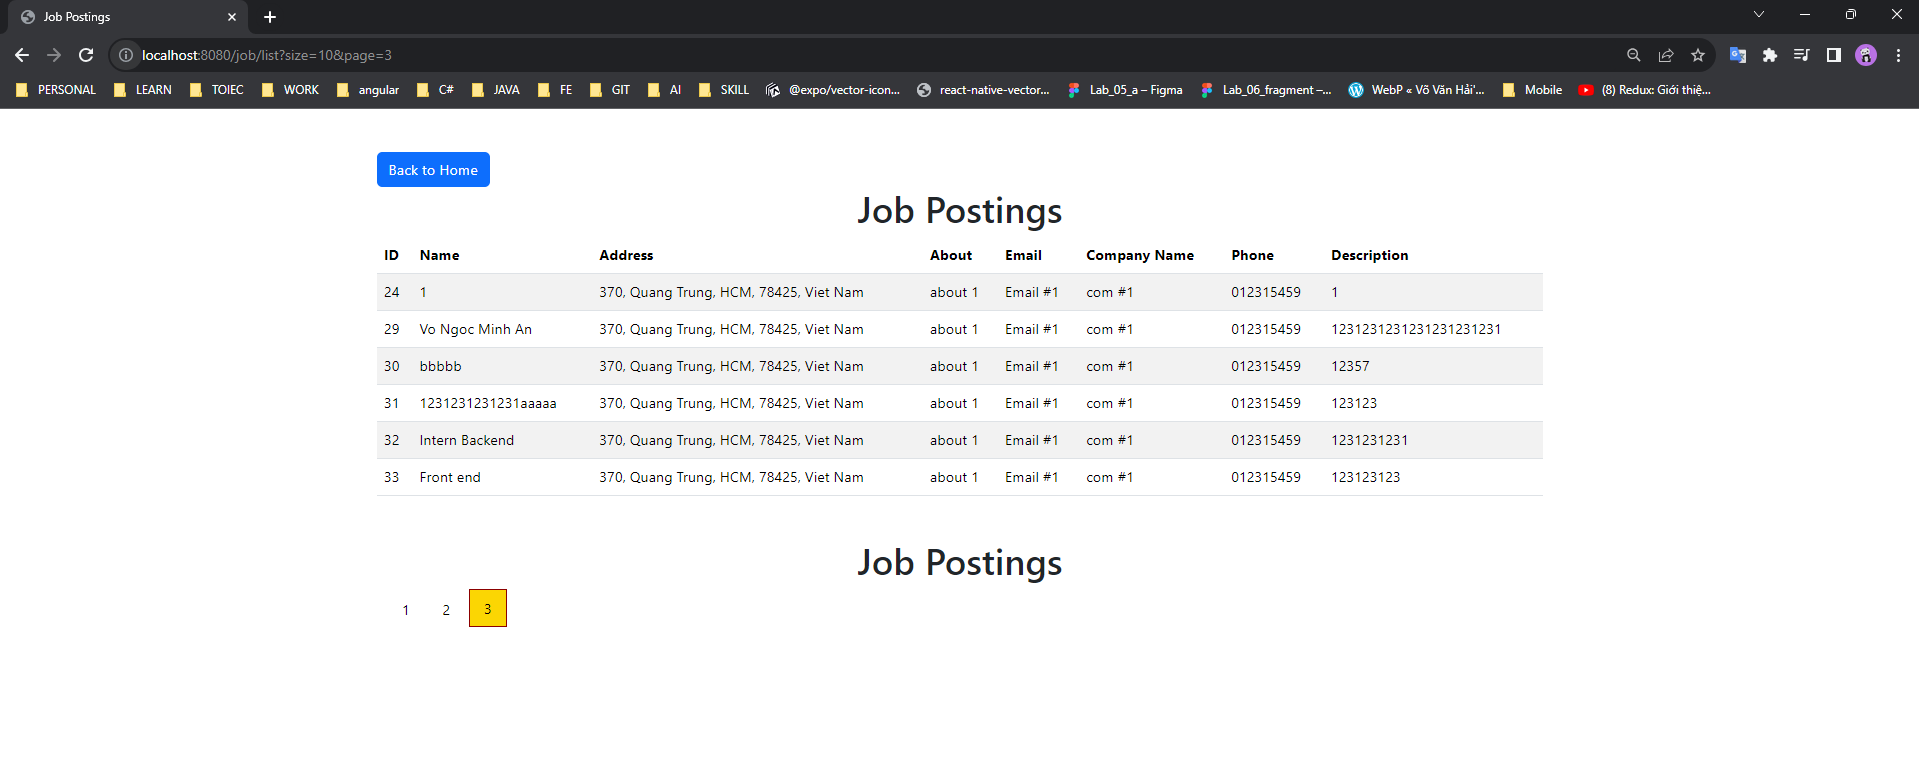 Job Postings
localhost:8080/job/list?size=10&page=3
PERSONAL LEARN TOIEC WORK angular C# JAVA FE GIT AI SKILL @expo/vector-icon... react-native-vector... Lab_05_a – Figma Lab_06_fragment –... WebP « Võ Văn Hải'... Mobile (8) Redux: Giới thiệ...
Back to Home
Job Postings
ID Name Address About Email Company Name Phone Description
24 1 370, Quang Trung, HCM, 78425, Viet Nam about 1 Email #1 com #1 012315459 1
29 Vo Ngoc Minh An 370, Quang Trung, HCM, 78425, Viet Nam about 1 Email #1 com #1 012315459 1231231231231231231231
30 bbbbb 370, Quang Trung, HCM, 78425, Viet Nam about 1 Email #1 com #1 012315459 12357
31 1231231231231aaaaa 370, Quang Trung, HCM, 78425, Viet Nam about 1 Email #1 com #1 012315459 123123
32 Intern Backend 370, Quang Trung, HCM, 78425, Viet Nam about 1 Email #1 com #1 012315459 1231231231
33 Front end 370, Quang Trung, HCM, 78425, Viet Nam about 1 Email #1 com #1 012315459 123123123
Job Postings
1 2 3